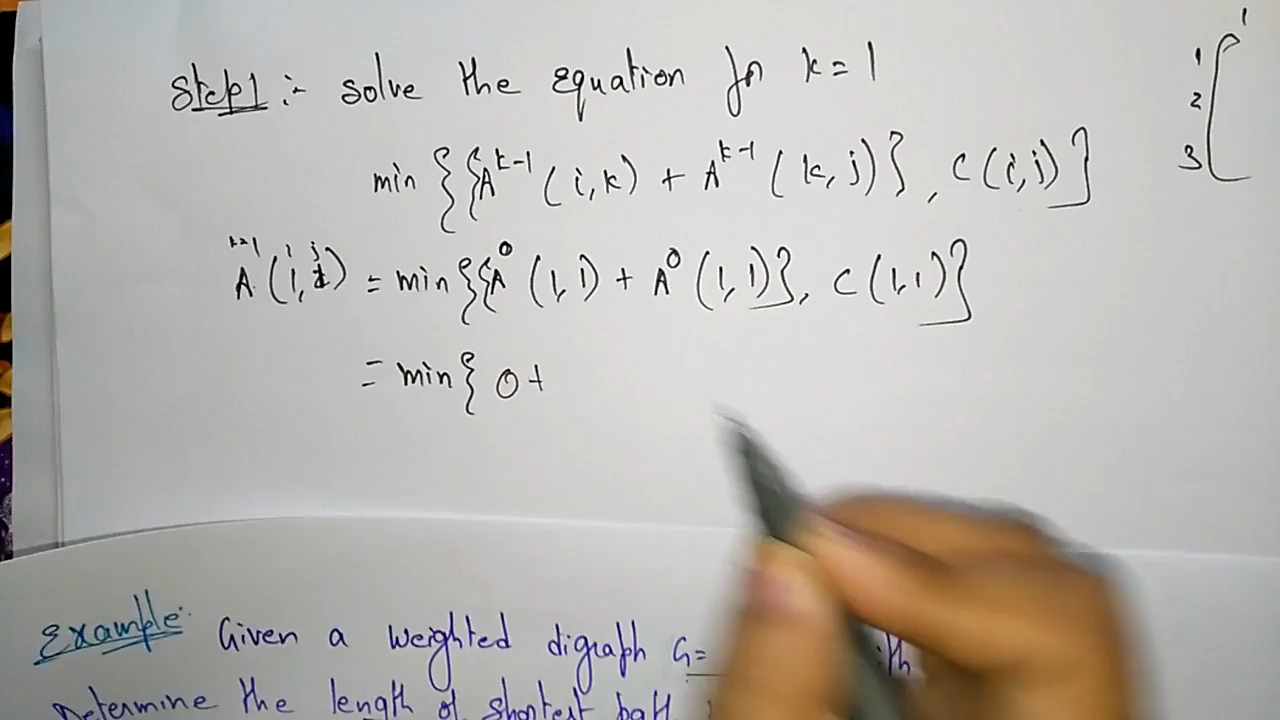 Step1 :- solve the Equation for k = 1
min {{A^k-1 (i,k) + A^k-1 (k,j)} , C(i,j)}
k=1 i j
A (1,1) = min{{A^0 (1,1) + A^0 (1,1)}, C(1,1)}
= min{ 0 +
1
1
2
3
Example: Given a weighted digraph G=
Determine the length of shortest path